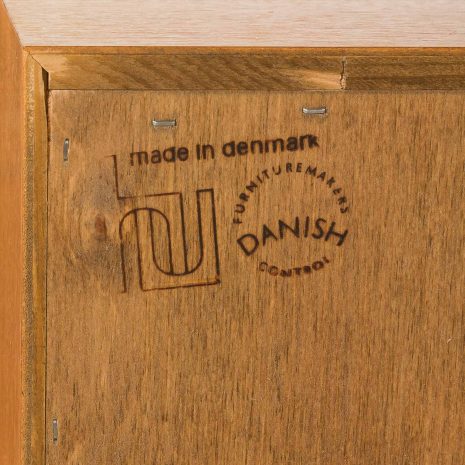 made in denmark
FURNITUREMAKERS
DANISH
CONTROL